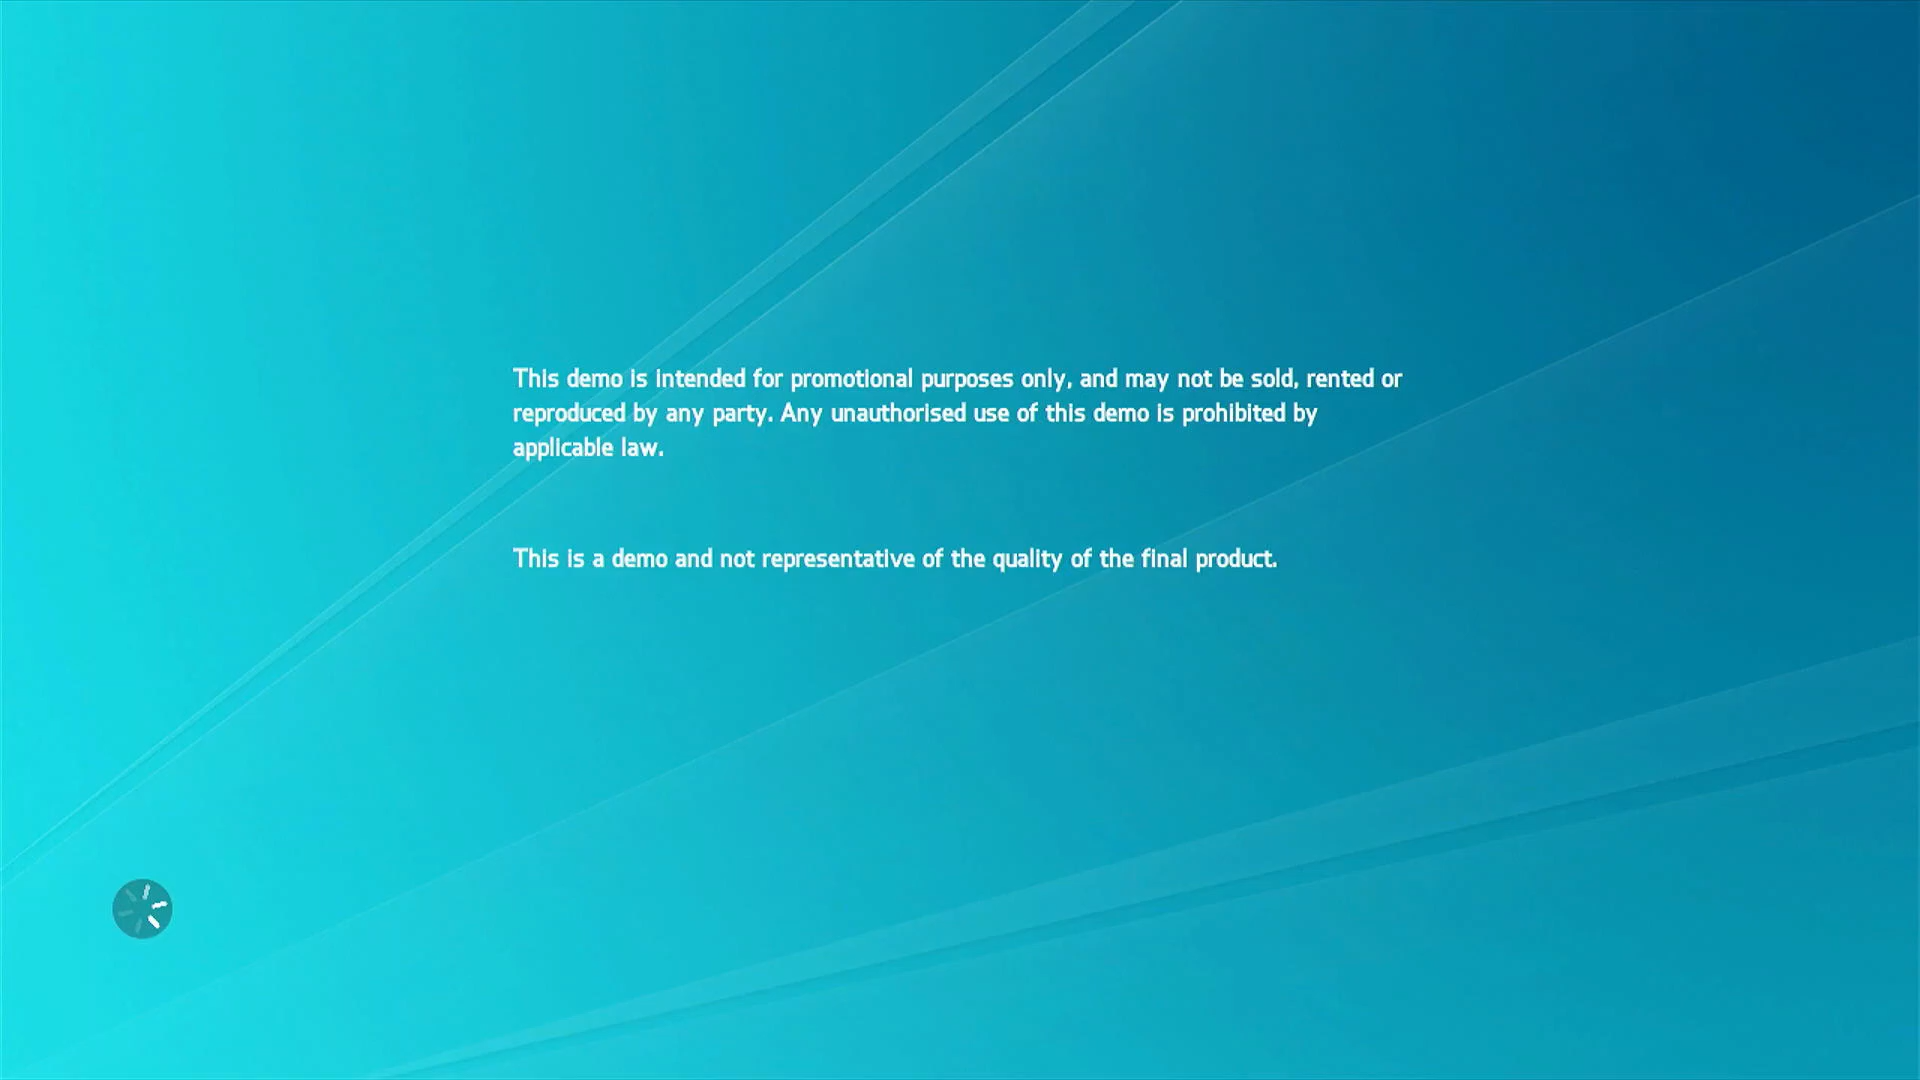 This demo is intended for promotional purposes only, and may not be sold, rented or
reproduced by any party. Any unauthorised use of this demo is prohibited by
applicable law.
This is a demo and not representative of the quality of the final product.